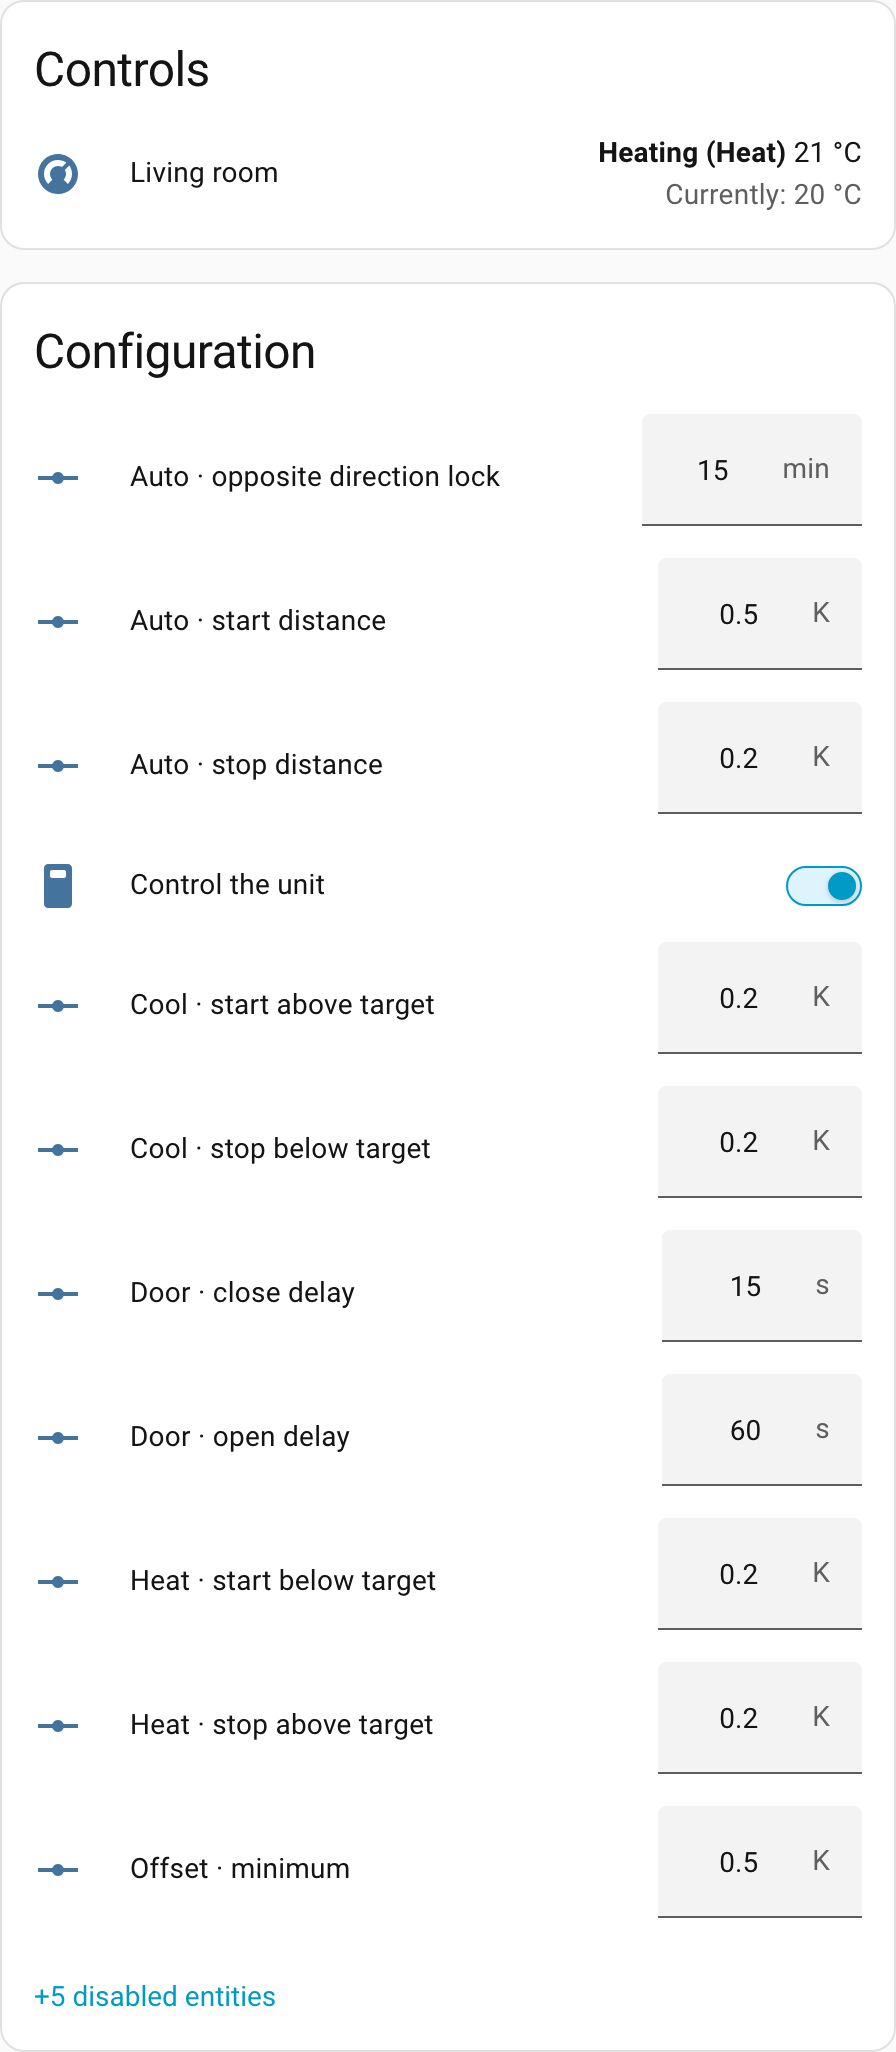 Controls
Living room
Heating (Heat) 21 °C
Currently: 20 °C
Configuration
Auto · opposite direction lock 15 min
Auto · start distance 0.5 K
Auto · stop distance 0.2 K
Control the unit
Cool · start above target 0.2 K
Cool · stop below target 0.2 K
Door · close delay 15 s
Door · open delay 60 s
Heat · start below target 0.2 K
Heat · stop above target 0.2 K
Offset · minimum 0.5 K
+5 disabled entities